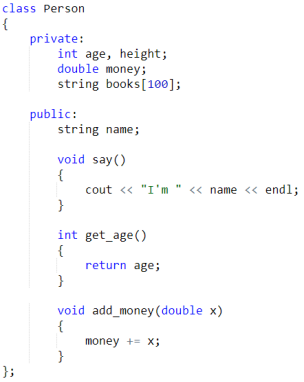 class Person
{
    private:
        int age, height;
        double money;
        string books[100];

    public:
        string name;

        void say()
        {
            cout << "I'm " << name << endl;
        }

        int get_age()
        {
            return age;
        }

        void add_money(double x)
        {
            money += x;
        }
};